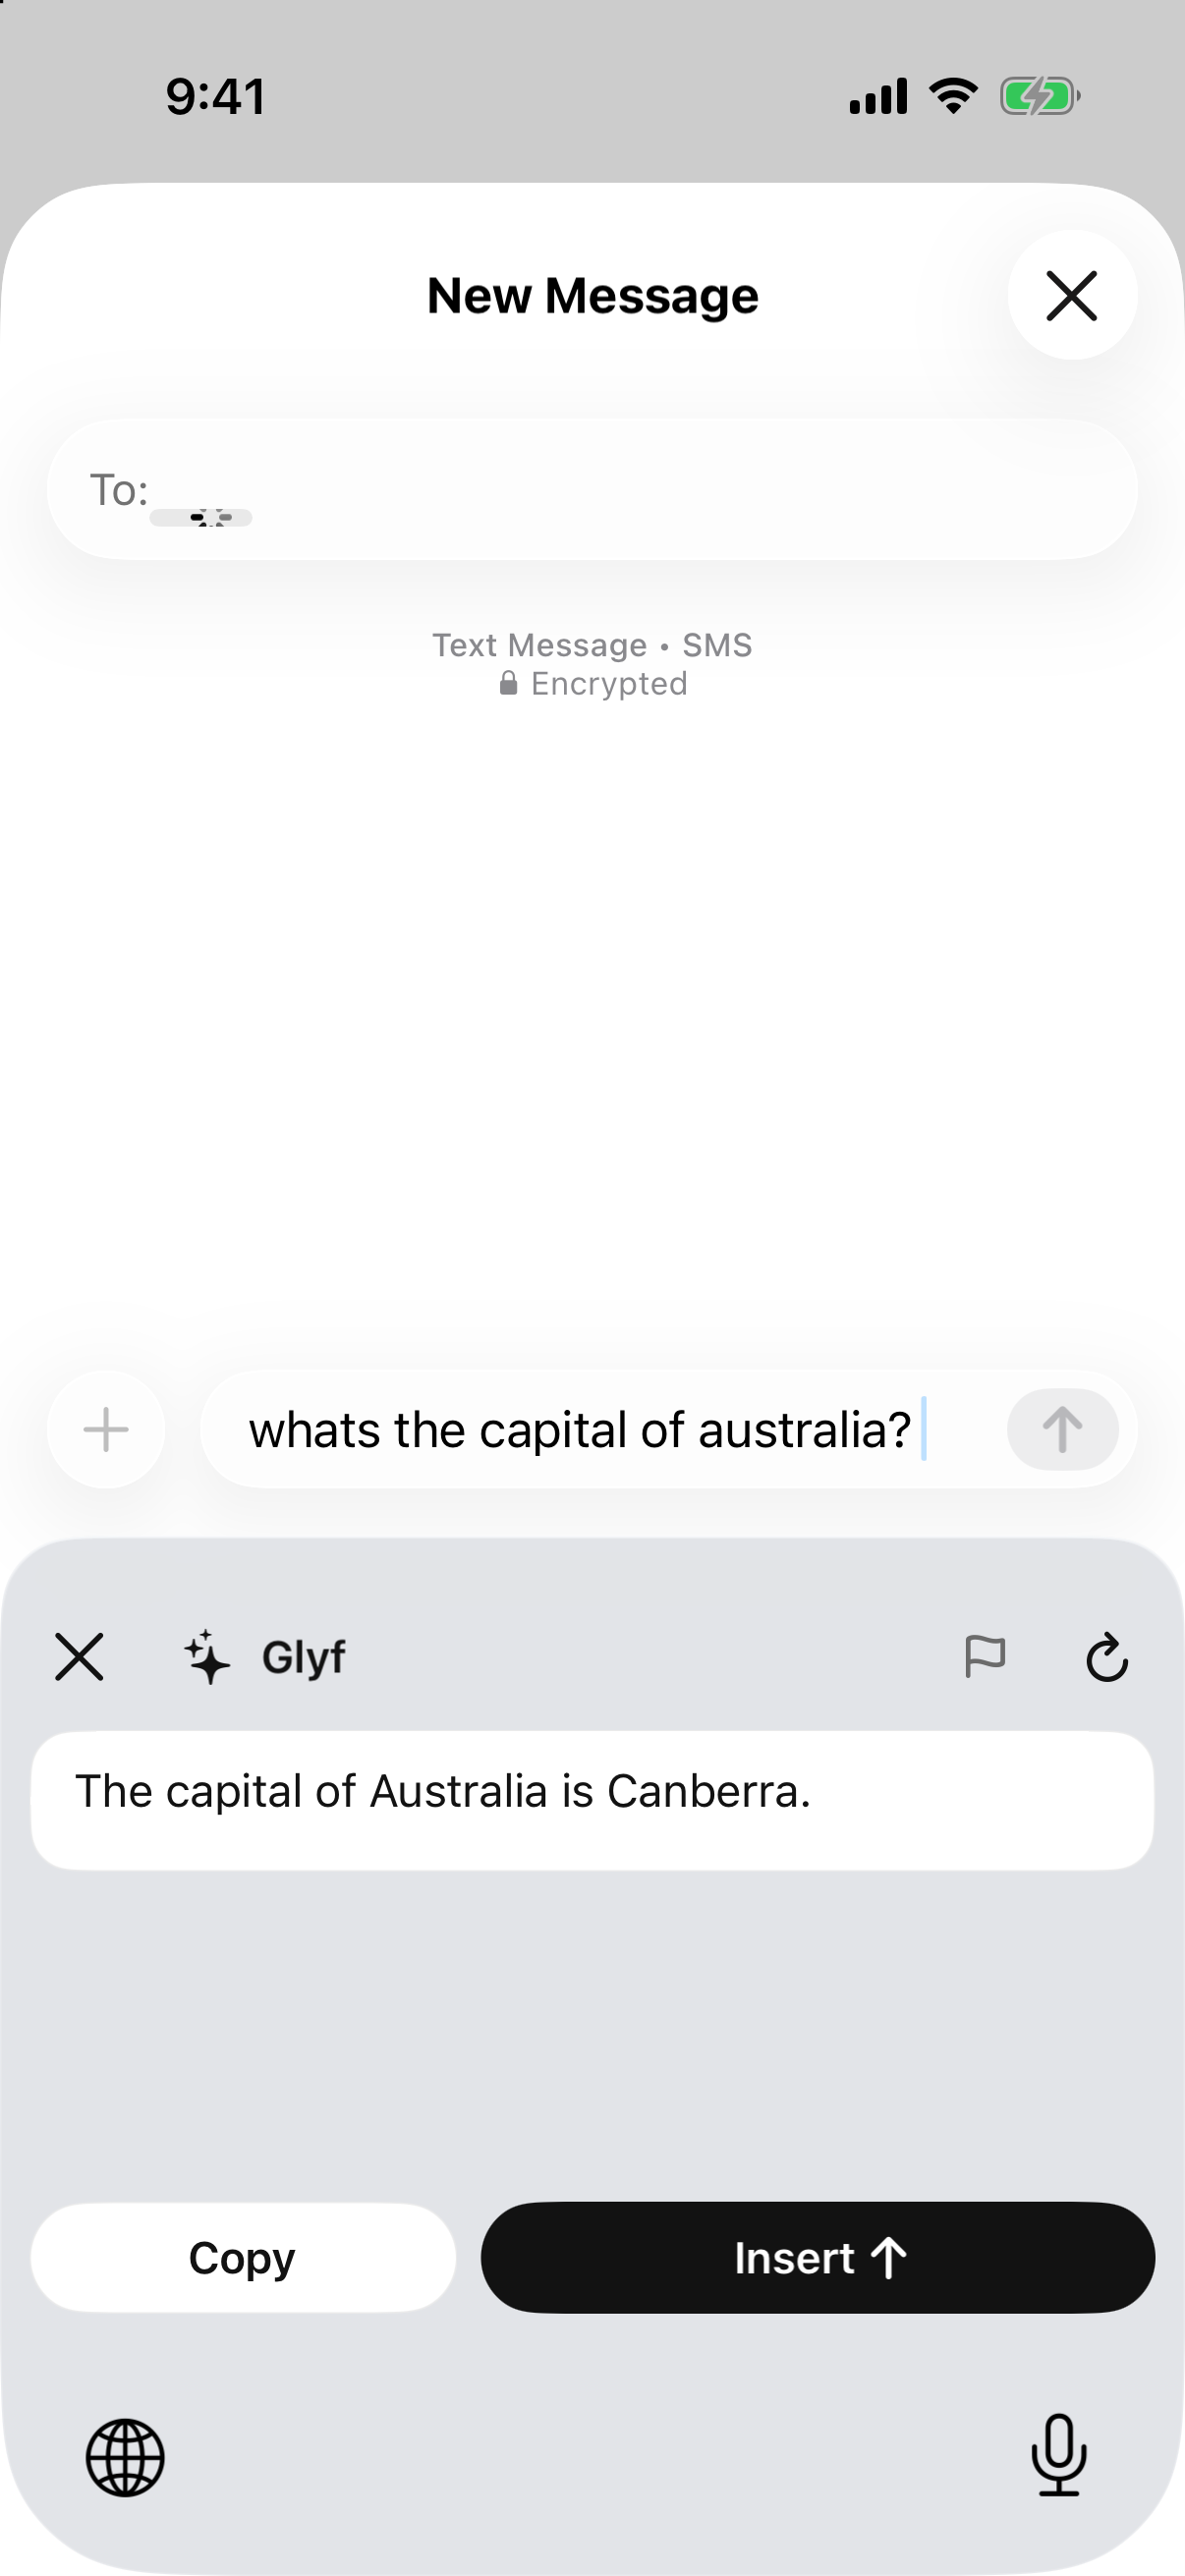 9:41
New Message
To:
Text Message • SMS
Encrypted
whats the capital of australia?
Glyf
The capital of Australia is Canberra.
Copy
Insert ↑